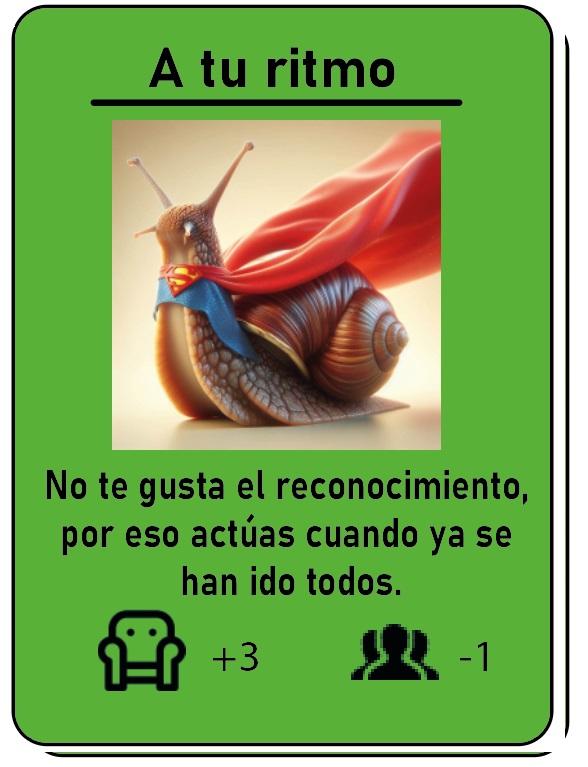 A tu ritmo
No te gusta el reconocimiento,
por eso actúas cuando ya se
han ido todos.
+3 -1